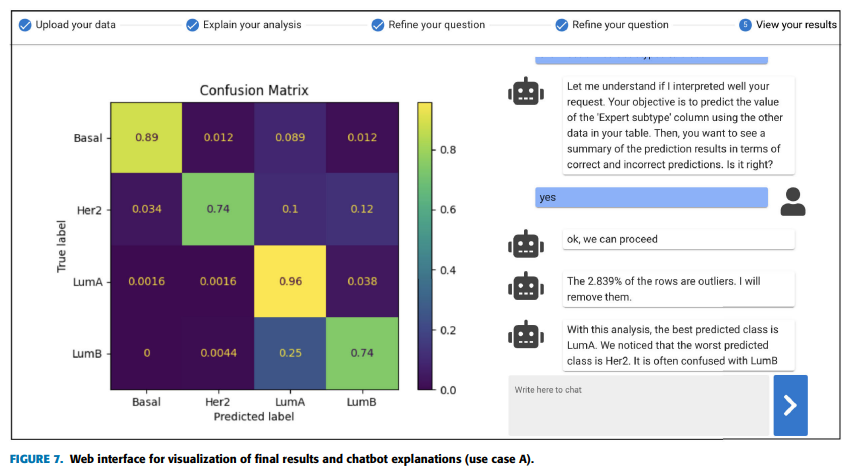 Upload your data
Explain your analysis
Refine your question
Refine your question
5 View your results
Confusion Matrix
True label
Basal
0.89 0.012 0.089 0.012
Her2
0.034 0.74 0.1 0.12
LumA
0.0016 0.0016 0.96 0.038
LumB
0 0.0044 0.25 0.74
Basal Her2 LumA LumB
Predicted label
0.8
0.6
0.4
0.2
0.0
Let me understand if I interpreted well your
request. Your objective is to predict the value
of the 'Expert subtype' column using the other
data in your table. Then, you want to see a
summary of the prediction results in terms of
correct and incorrect predictions. Is it right?
yes
ok, we can proceed
The 2.839% of the rows are outliers. I will
remove them.
With this analysis, the best predicted class is
LumA. We noticed that the worst predicted
class is Her2. It is often confused with LumB
Write here to chat
FIGURE 7. Web interface for visualization of final results and chatbot explanations (use case A).